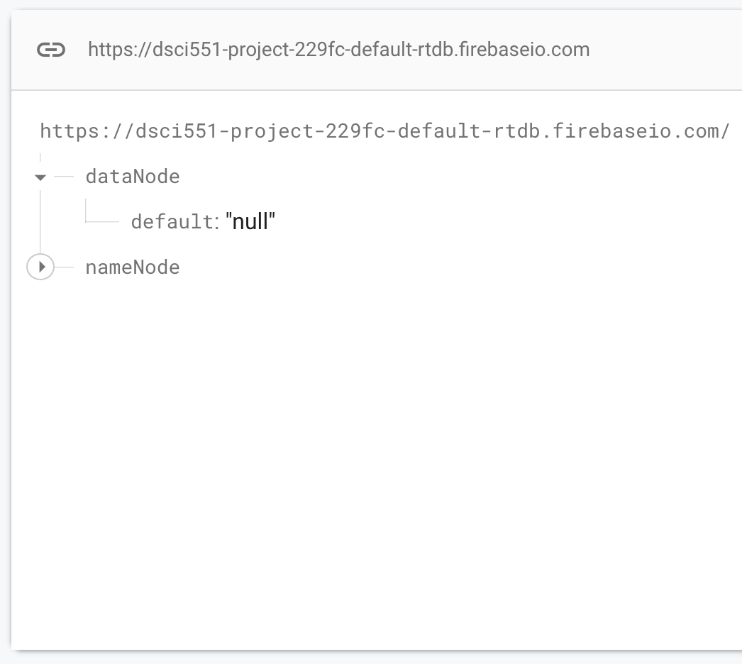 https://dsci551-project-229fc-default-rtdb.firebaseio.com
https://dsci551-project-229fc-default-rtdb.firebaseio.com/
dataNode
default: "null"
nameNode